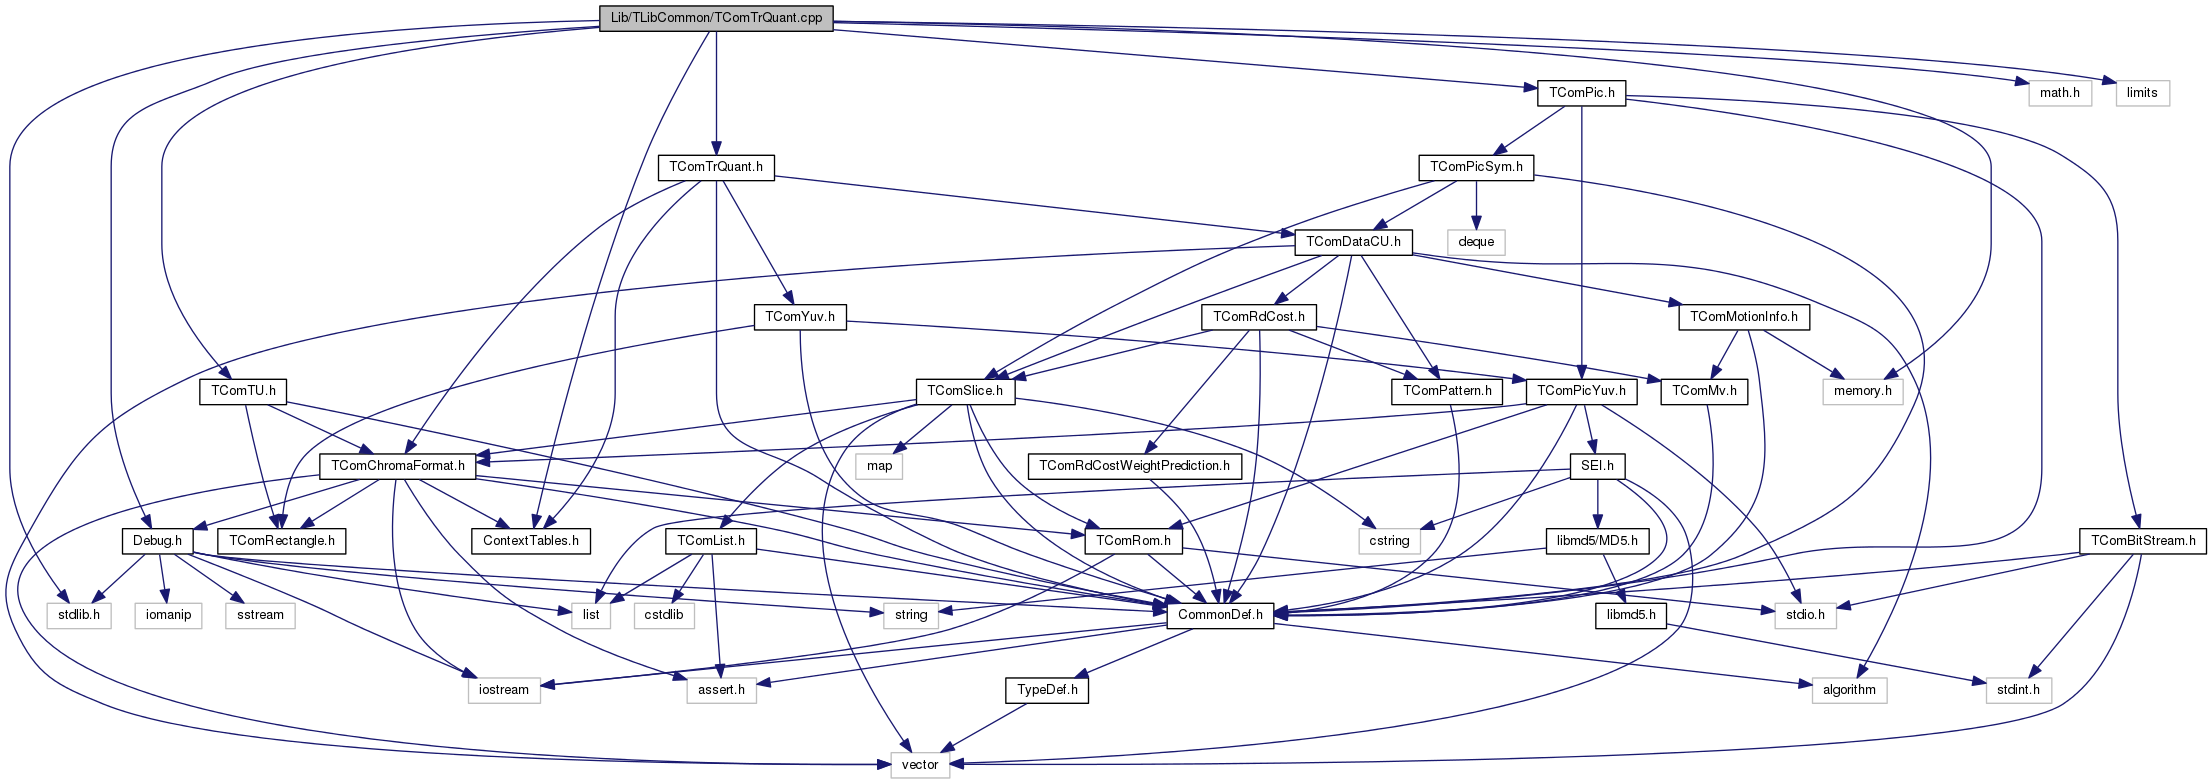 Lib/TLibCommon/TComTrQuant.cpp
TComPic.h
math.h
limits
TComTrQuant.h
TComPicSym.h
TComDataCU.h
deque
TComYuv.h
TComRdCost.h
TComMotionInfo.h
TComTU.h
TComSlice.h
TComPattern.h
TComPicYuv.h
TComMv.h
memory.h
TComChromaFormat.h
map
TComRdCostWeightPrediction.h
SEI.h
Debug.h
TComRectangle.h
ContextTables.h
TComList.h
TComRom.h
cstring
libmd5/MD5.h
TComBitStream.h
stdlib.h
iomanip
sstream
list
cstdlib
string
CommonDef.h
libmd5.h
stdio.h
iostream
assert.h
TypeDef.h
algorithm
stdint.h
vector